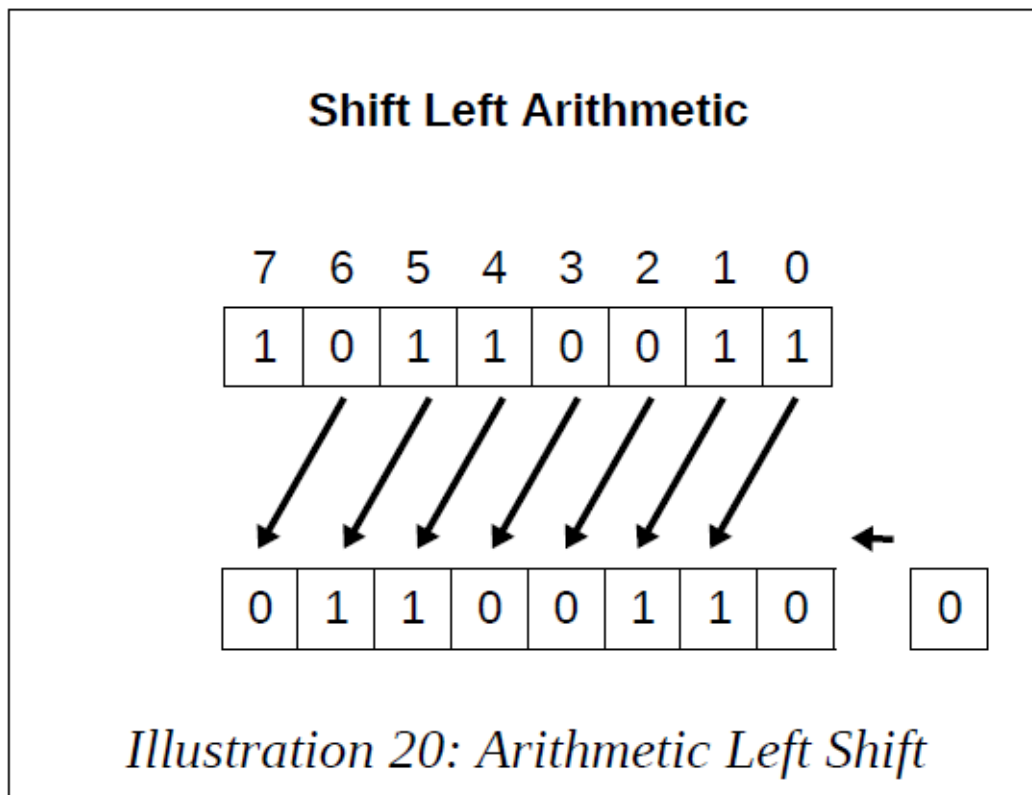 Shift Left Arithmetic
7 6 5 4 3 2 1 0
1 0 1 1 0 0 1 1
0 1 1 0 0 1 1 0 0
Illustration 20: Arithmetic Left Shift